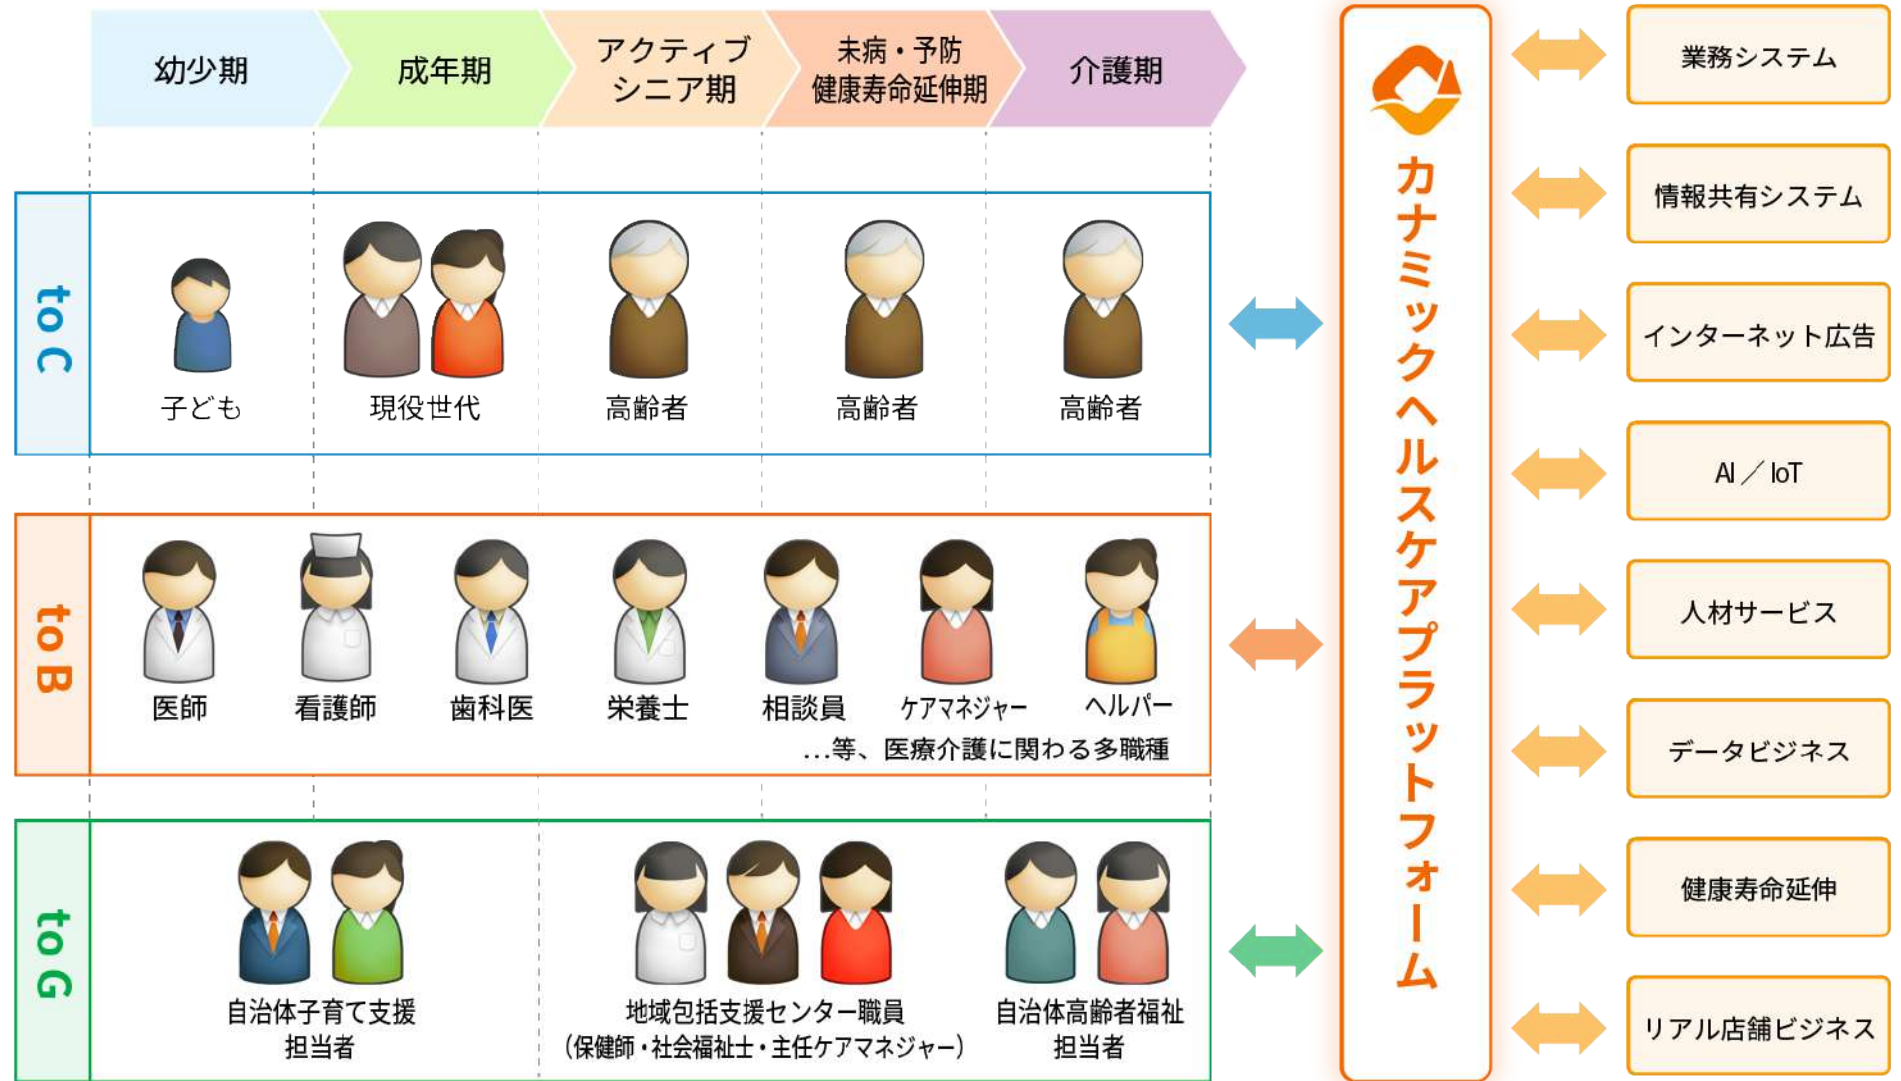 幼少期
成年期
アクティブ
シニア期
未病・予防
健康寿命延伸期
介護期
to C
子ども
現役世代
高齢者
高齢者
高齢者
to B
医師
看護師
歯科医
栄養士
相談員
ケアマネジャー
ヘルパー
…等、医療介護に関わる多職種
to G
自治体子育て支援
担当者
地域包括支援センター職員
（保健師・社会福祉士・主任ケアマネジャー）
自治体高齢者福祉
担当者
カナミックヘルスケアプラットフォーム
業務システム
情報共有システム
インターネット広告
AI／IoT
人材サービス
データビジネス
健康寿命延伸
リアル店舗ビジネス